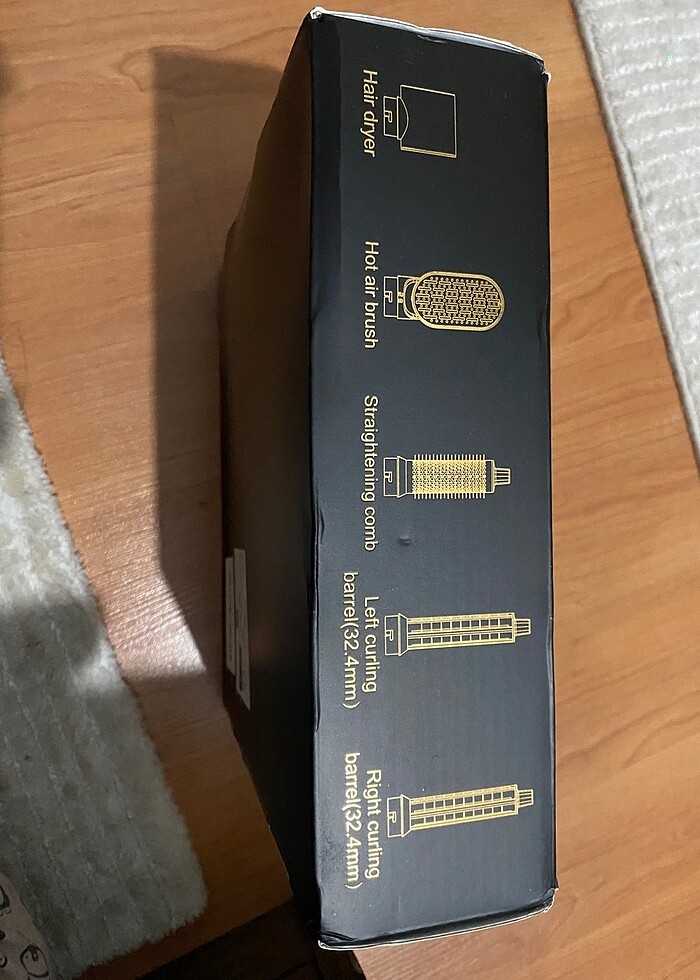 Hair dryer
Hot air brush
Straightening comb
Left curling
barrel(32.4mm)
Right curling
barrel(32.4mm)